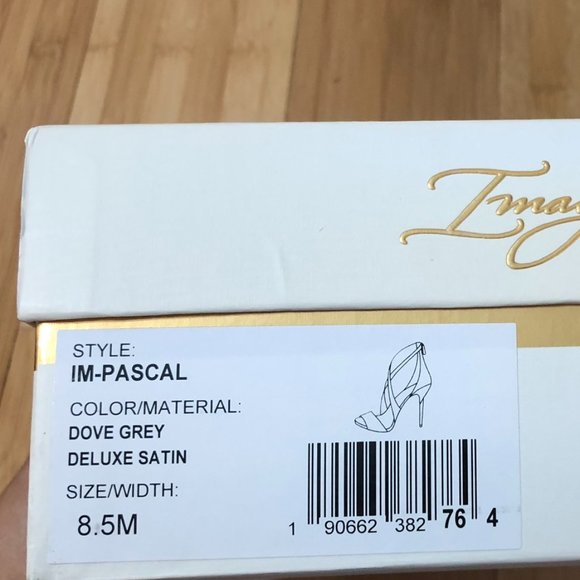 STYLE:
IM-PASCAL
COLOR/MATERIAL:
DOVE GREY
DELUXE SATIN
SIZE/WIDTH:
8.5M
1 90662 382 76 4